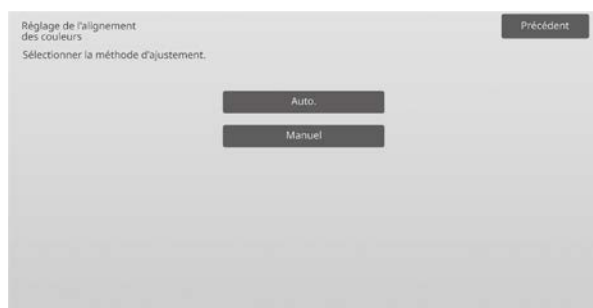 Réglage de l'alignement
des couleurs
Précédent
Sélectionner la méthode d'ajustement.
Auto.
Manuel